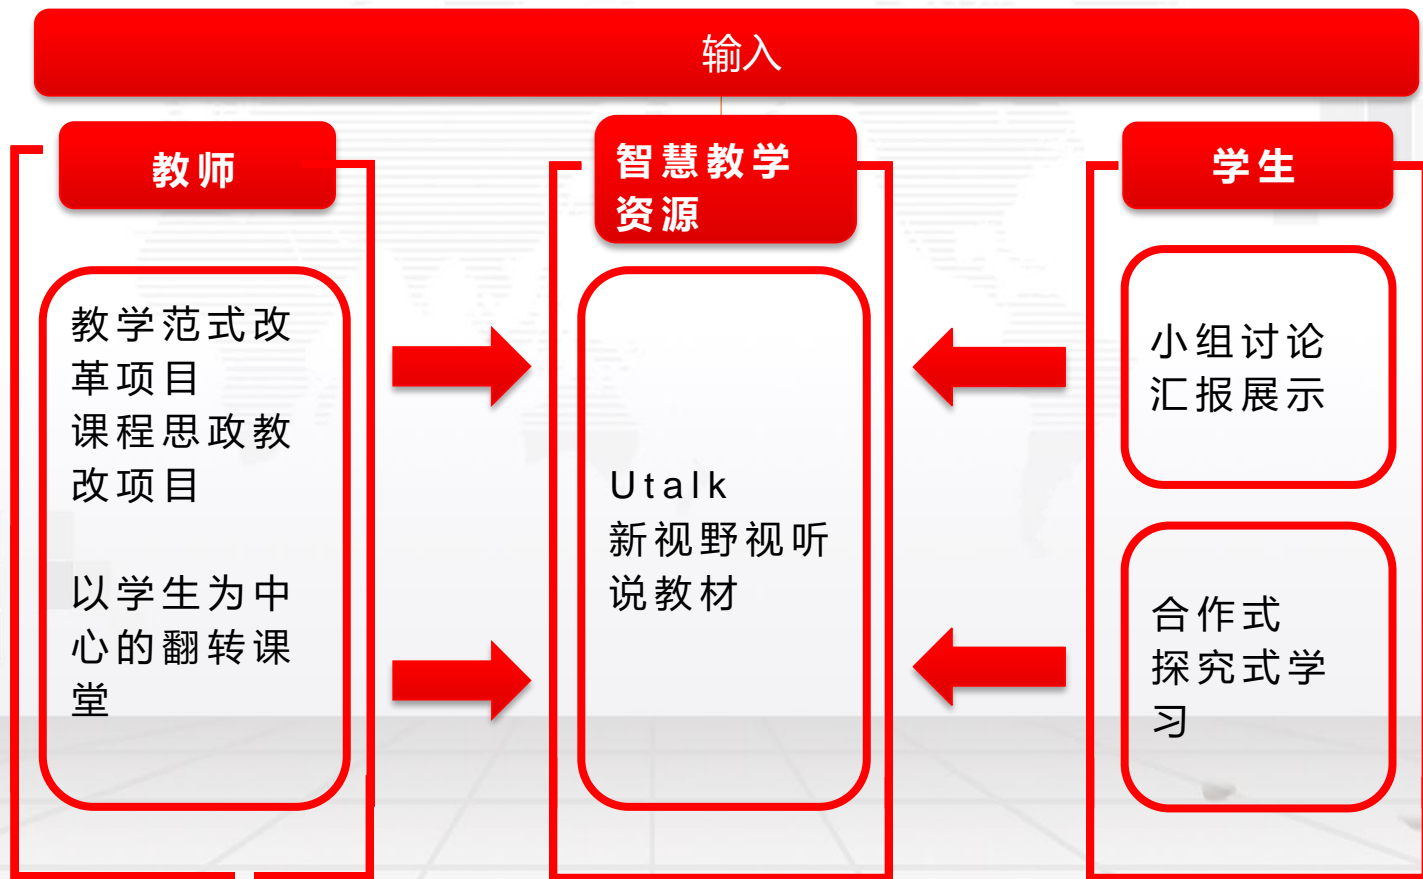 输入
教师
教学范式改
革项目
课程思政教
改项目
以学生为中
心的翻转课
堂
智慧教学
资源
Utalk
新视野视听
说教材
学生
小组讨论
汇报展示
合作式
探究式学
习